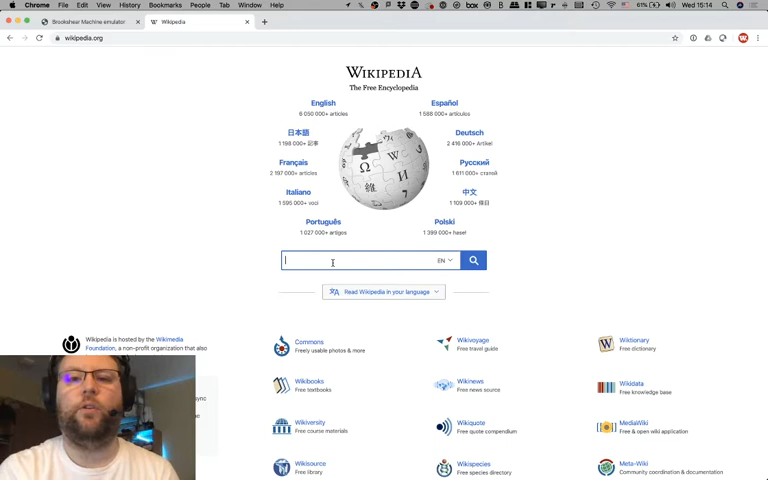 Chrome File Edit View History Bookmarks People Tab Window Help
box
61%
Wed 15:14
Brookshear Machine emulator
Wikipedia
wikipedia.org
WIKIPEDIA
The Free Encyclopedia
English
6 050 000+ articles
Español
1 588 000+ artículos
日本語
1 198 000+ 記事
Deutsch
2 416 000+ Artikel
Français
2 197 000+ articles
Русский
1 611 000+ статей
Italiano
1 595 000+ voci
中文
1 109 000+ 條目
Português
1 027 000+ artigos
Polski
1 399 000+ haseł
EN
Read Wikipedia in your language
Wikipedia is hosted by the Wikimedia
Foundation, a non-profit organization that also
sync
Commons
Freely usable photos & more
Wikivoyage
Free travel guide
Wiktionary
Free dictionary
Wikibooks
Free textbooks
Wikinews
Free news source
Wikidata
Free knowledge base
Wikiversity
Free course materials
Wikiquote
Free quote compendium
MediaWiki
Free & open wiki application
Wikisource
Free library
Wikispecies
Free species directory
Meta-Wiki
Community coordination & documentation